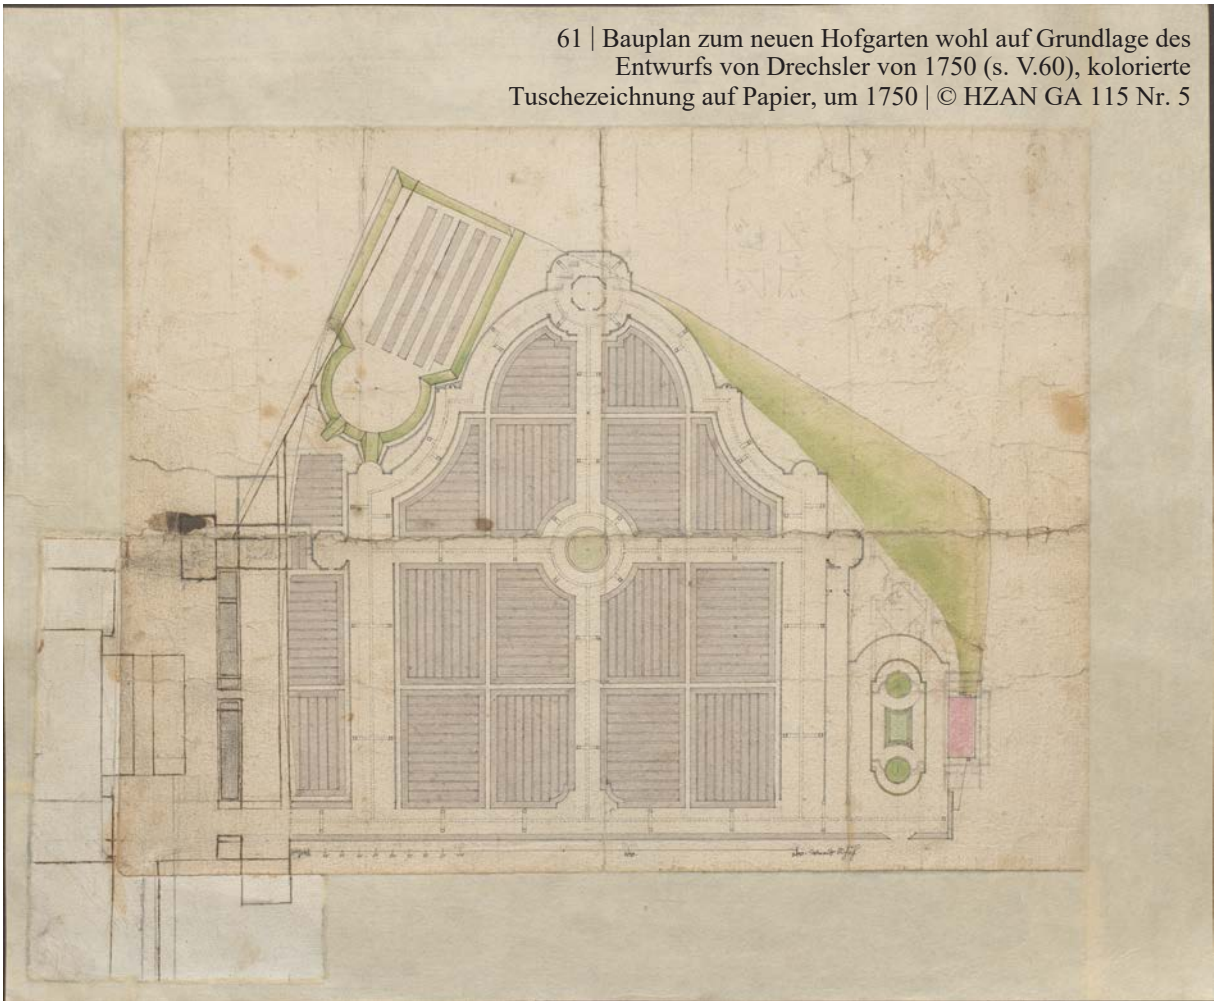 61 | Bauplan zum neuen Hofgarten wohl auf Grundlage des
Entwurfs von Drechsler von 1750 (s. V.60), kolorierte
Tuschezeichnung auf Papier, um 1750 | © HZAN GA 115 Nr. 5